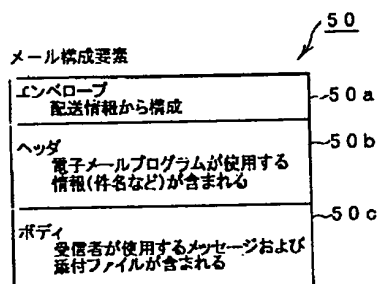 50
メール構成要素
エンベロープ
配送情報から構成
50a
ヘッダ
電子メールプログラムが使用する
情報(件名など)が含まれる
50b
ボディ
受信者が使用するメッセージおよび
添付ファイルが含まれる
50c